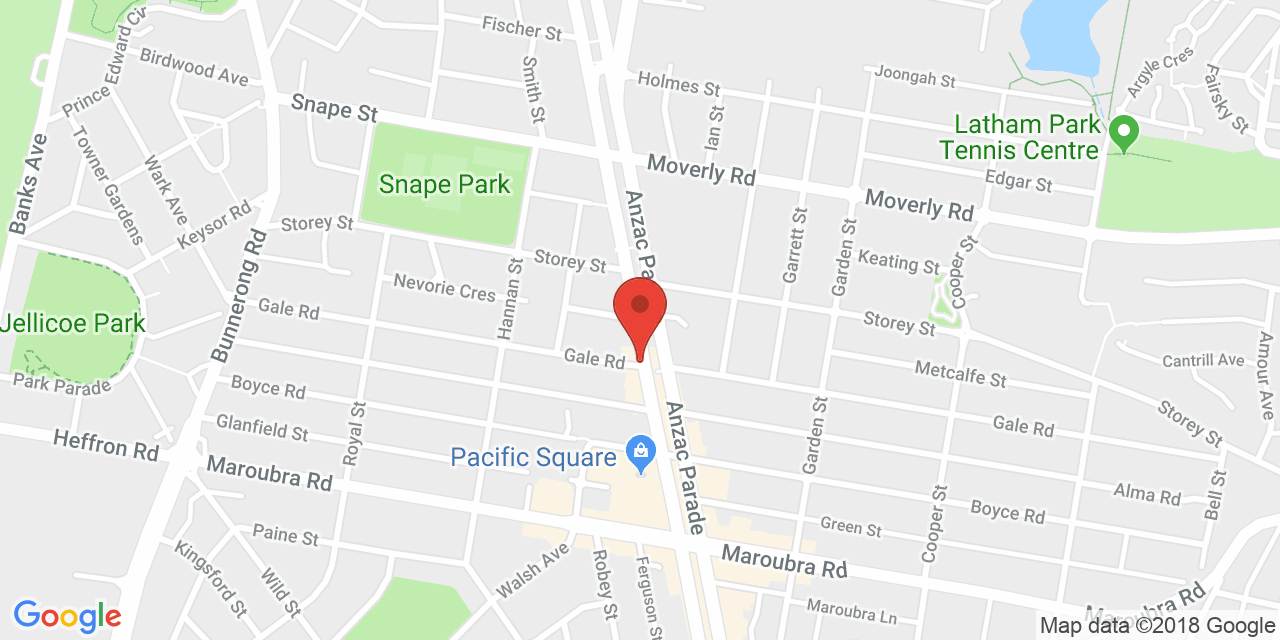 Fischer St
Prince Edward Cir
Birdwood Ave
Smith St
Holmes St
Joongah St
Argyle Cres
Fairsky St
Snape St
Ian St
Latham Park
Tennis Centre
Banks Ave
Towner Gardens
Wark Ave
Snape Park
Moverly Rd
Edgar St
Moverly Rd
Keysor Rd
Storey St
Anzac Pa
Garrett St
Garden St
Keating St
Cooper St
Bunnerong Rd
Storey St
Nevorie Cres
Hannan St
Jellicoe Park
Gale Rd
Storey St
Gale Rd
Metcalfe St
Cantrill Ave
Amour Ave
Park Parade
Boyce Rd
Glanfield St
Royal St
Anzac Parade
Garden St
Gale Rd
Storey St
Heffron Rd
Maroubra Rd
Pacific Square
Alma Rd
Bell St
Boyce Rd
Green St
Cooper St
Paine St
Kingsford St
Wild St
Walsh Ave
Robey St
Ferguson St
Maroubra Rd
Maroubra Ln
Maroubra Rd
Google
Map data ©2018 Google